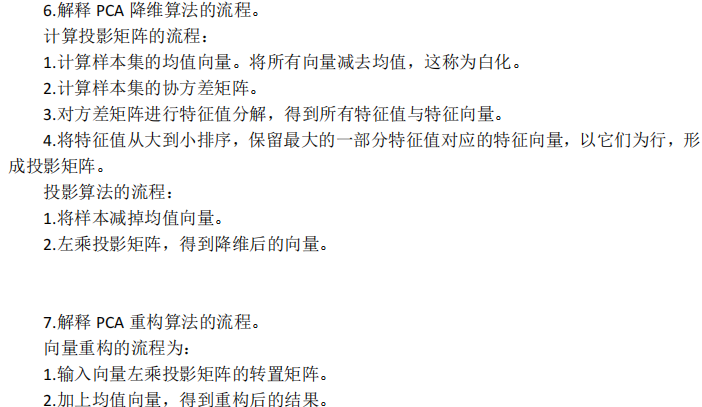 6.解释 PCA 降维算法的流程。
计算投影矩阵的流程：
1.计算样本集的均值向量。将所有向量减去均值，这称为白化。
2.计算样本集的协方差矩阵。
3.对方差矩阵进行特征值分解，得到所有特征值与特征向量。
4.将特征值从大到小排序，保留最大的一部分特征值对应的特征向量，以它们为行，形
成投影矩阵。
投影算法的流程：
1.将样本减掉均值向量。
2.左乘投影矩阵，得到降维后的向量。
7.解释 PCA 重构算法的流程。
向量重构的流程为：
1.输入向量左乘投影矩阵的转置矩阵。
2.加上均值向量，得到重构后的结果。